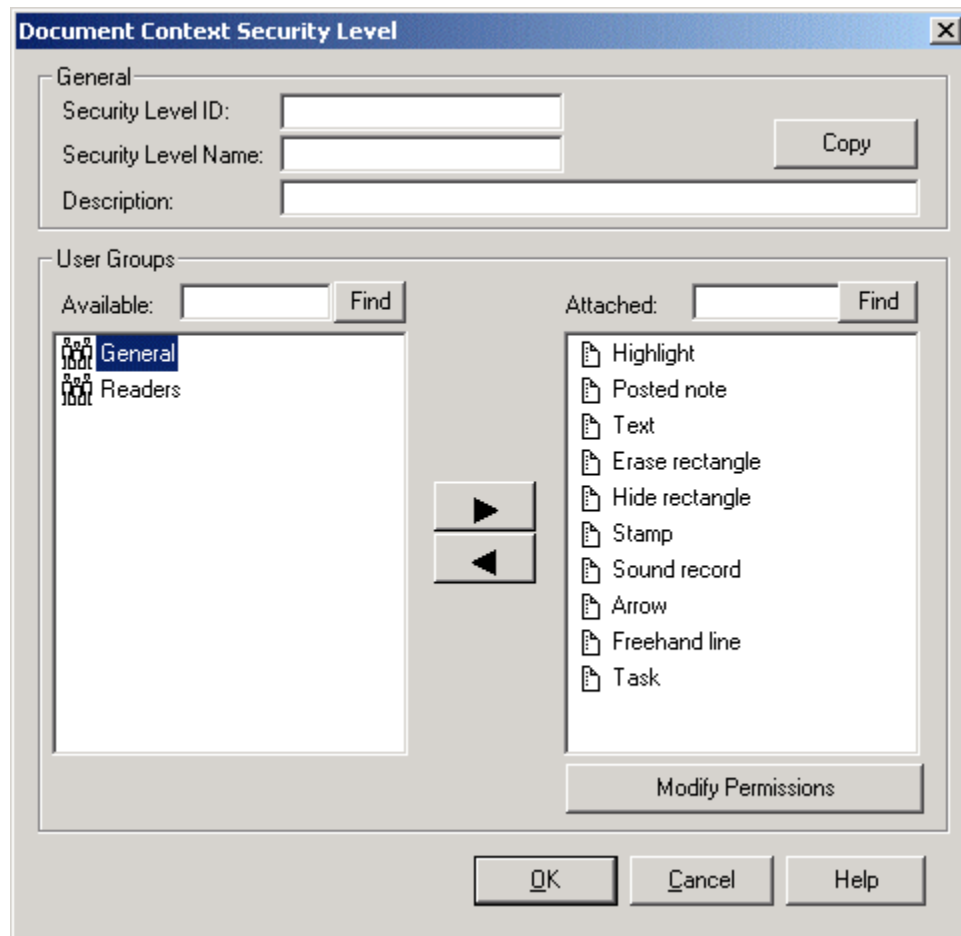 Document Context Security Level
General
Security Level ID:
Security Level Name:
Copy
Description:
User Groups
Available:
Find
Attached:
Find
General
Readers
Highlight
Posted note
Text
Erase rectangle
Hide rectangle
Stamp
Sound record
Arrow
Freehand line
Task
Modify Permissions
OK
Cancel
Help